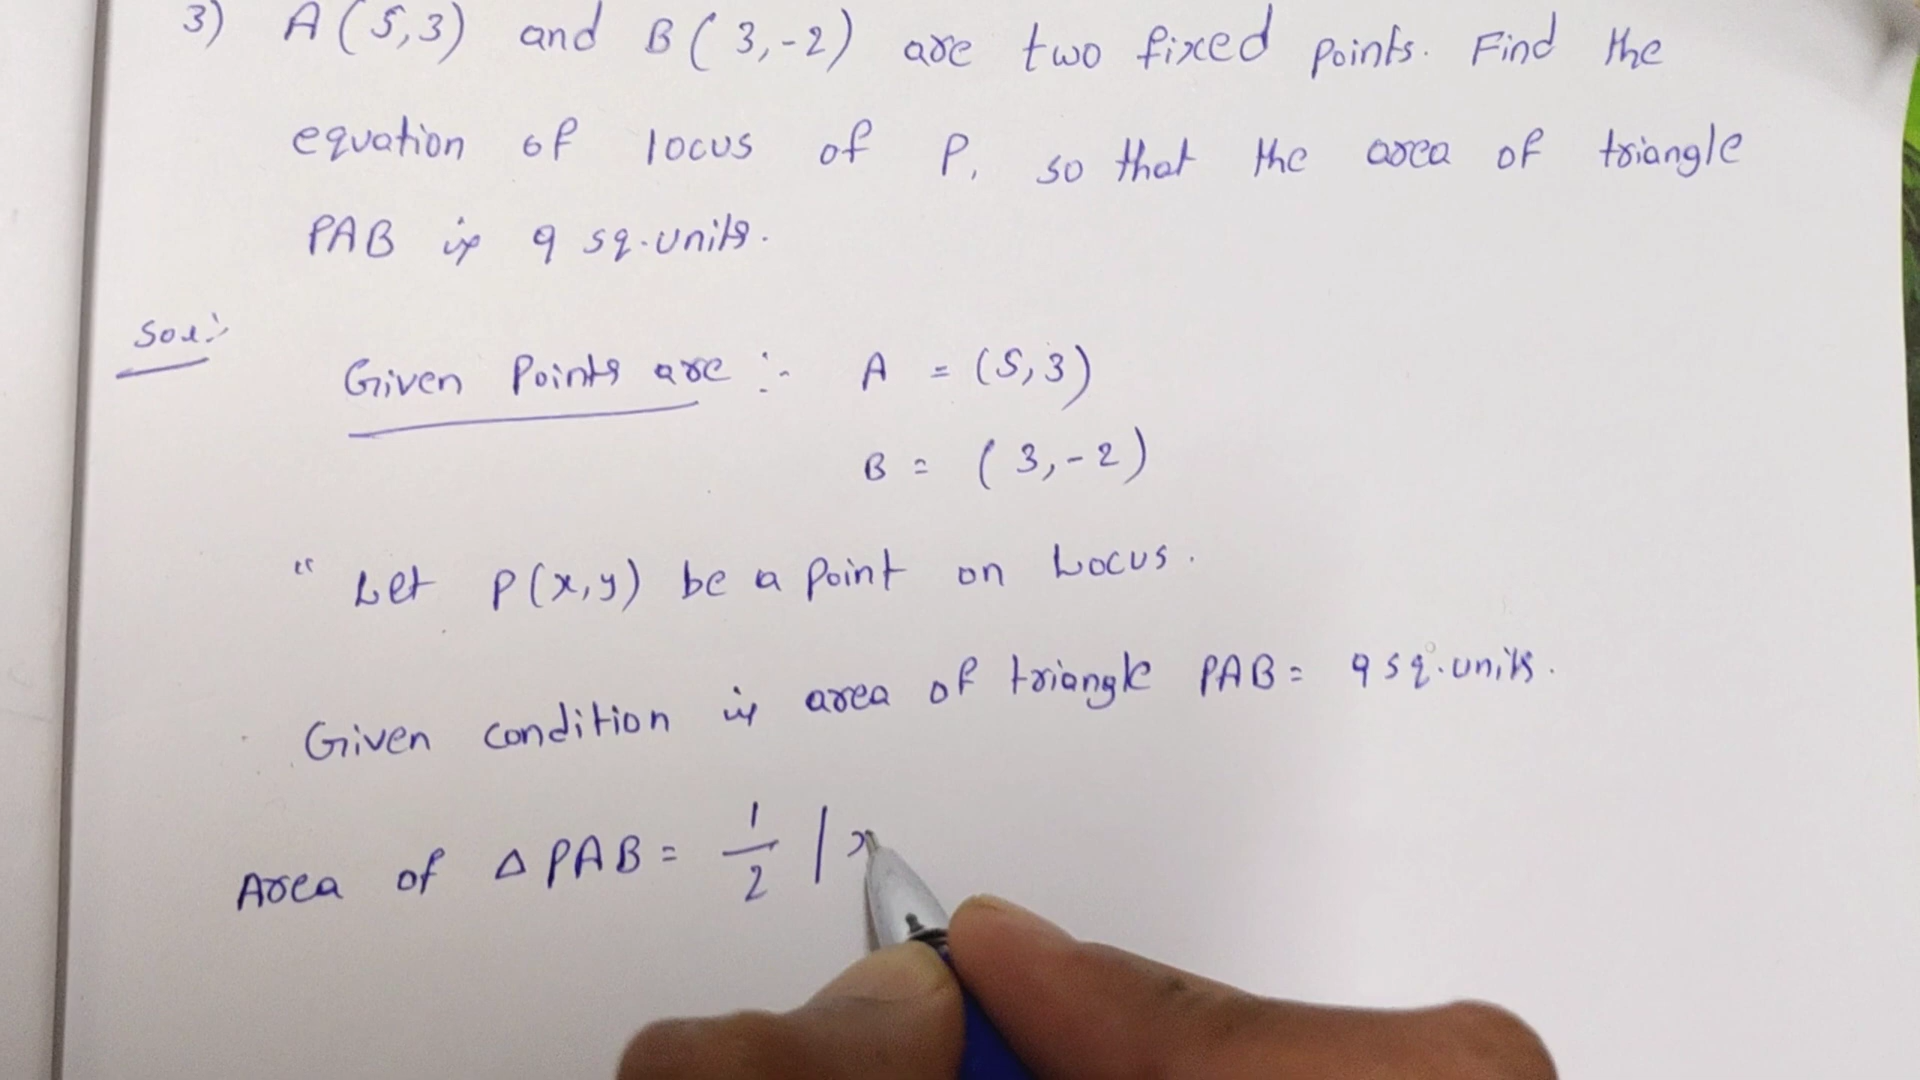 3) A(5,3) and B(3,-2) are two fixed points. Find the
equation of locus of P, so that the area of triangle
PAB is 9 sq.units.
Sol:-
Given Points are :- A = (5,3)
B = (3,-2)
" Let P(x,y) be a point on Locus.
Given condition is area of triangle PAB = 9 sq.units.
Area of △PAB = 1/2 | x